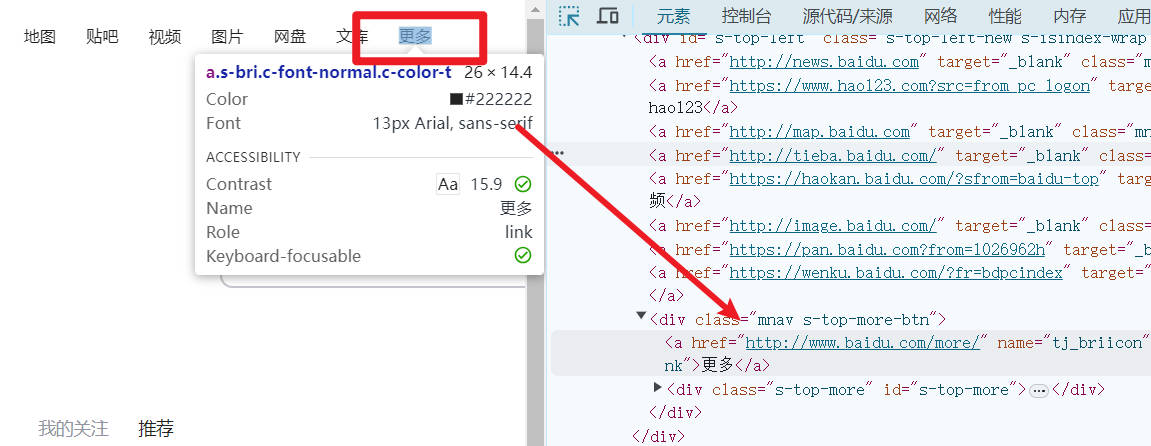 地图 贴吧 视频 图片 网盘 文库 更多
a.s-bri.c-font-normal.c-color-t 26 × 14.4
Color #222222
Font 13px Arial, sans-serif
ACCESSIBILITY
Contrast Aa 15.9
Name 更多
Role link
Keyboard-focusable
我的关注 推荐
元素 控制台 源代码/来源 网络 性能 内存 应用
<div id="s-top-left" class="s-top-left-new s-isindex-wrap
<a href="http://news.baidu.com" target="_blank" class="m
<a href="https://www.hao123.com?src=from_pc_logon" target=
hao123</a>
<a href="http://map.baidu.com" target="_blank" class="mn
<a href="http://tieba.baidu.com/" target="_blank" class=
<a href="https://haokan.baidu.com/?sfrom=baidu-top" targ
频</a>
<a href="http://image.baidu.com/" target="_blank" class=
<a href="https://pan.baidu.com?from=1026962h" target="_b
<a href="https://wenku.baidu.com/?fr=bdpcindex" target="
</a>
<div class="mnav s-top-more-btn">
<a href="http://www.baidu.com/more/" name="tj_briicon"
nk">更多</a>
<div class="s-top-more" id="s-top-more">…</div>
</div>
</div>